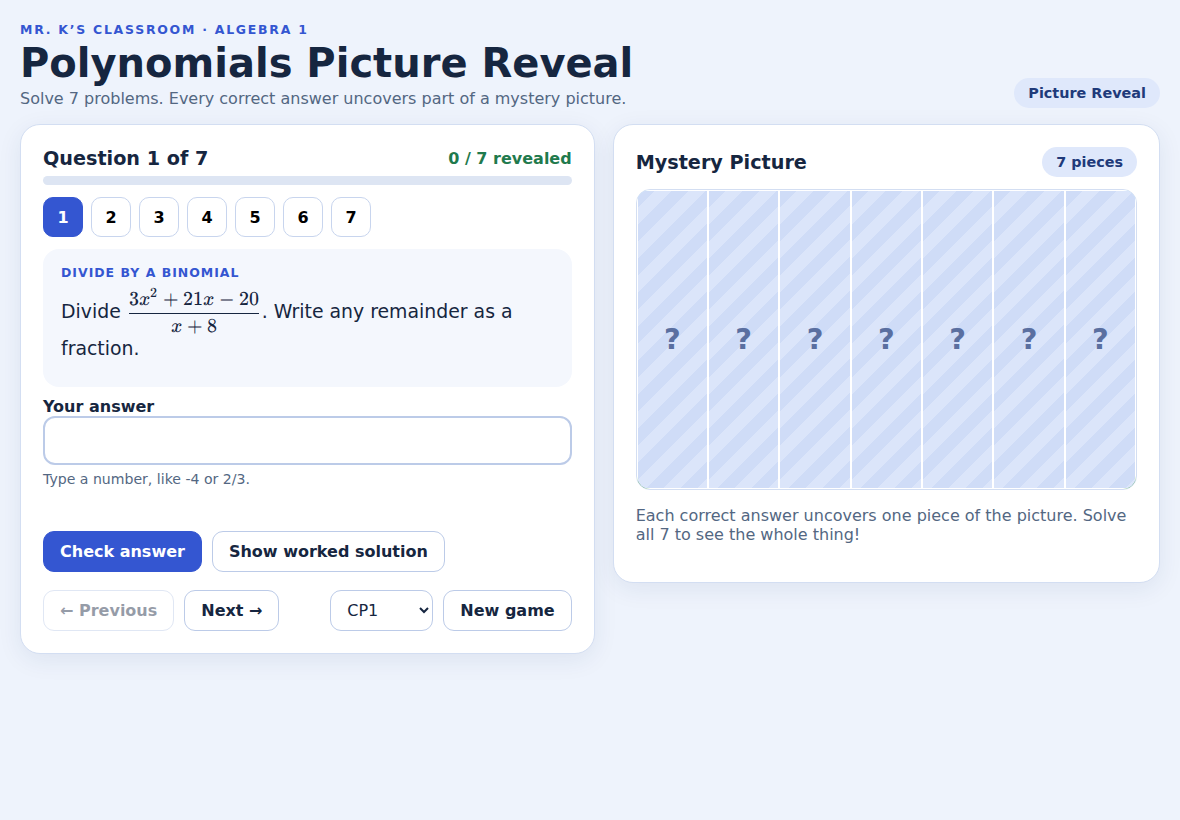 MR. K’S CLASSROOM · ALGEBRA 1
Polynomials Picture Reveal
Solve 7 problems. Every correct answer uncovers part of a mystery picture.
Picture Reveal
Question 1 of 7
0 / 7 revealed
1 2 3 4 5 6 7
DIVIDE BY A BINOMIAL
Divide (3x² + 21x − 20)/(x + 8). Write any remainder as a
fraction.
Your answer
Type a number, like -4 or 2/3.
Check answer
Show worked solution
← Previous
Next →
CP1
New game
Mystery Picture
7 pieces
? ? ? ? ? ? ?
Each correct answer uncovers one piece of the picture. Solve
all 7 to see the whole thing!